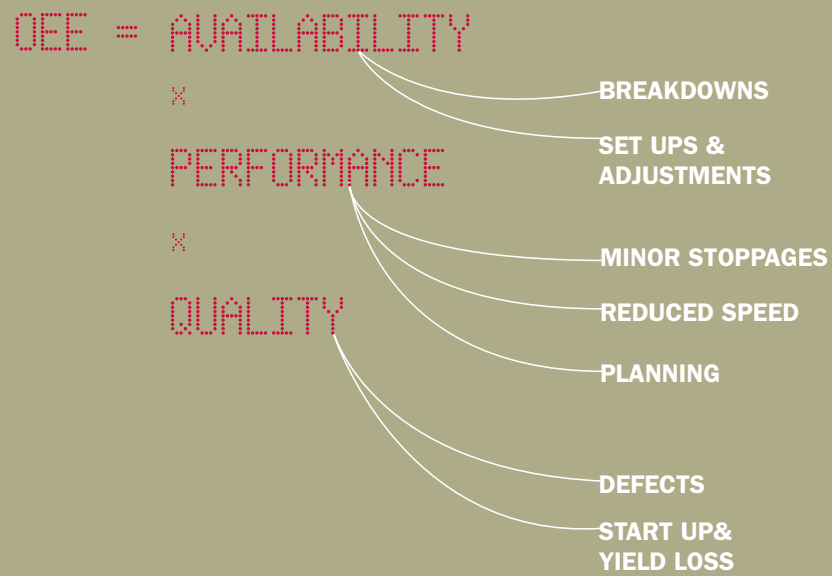 OEE = AVAILABILITY
x
BREAKDOWNS
SET UPS &
ADJUSTMENTS
PERFORMANCE
x
MINOR STOPPAGES
REDUCED SPEED
PLANNING
QUALITY
DEFECTS
START UP&
YIELD LOSS